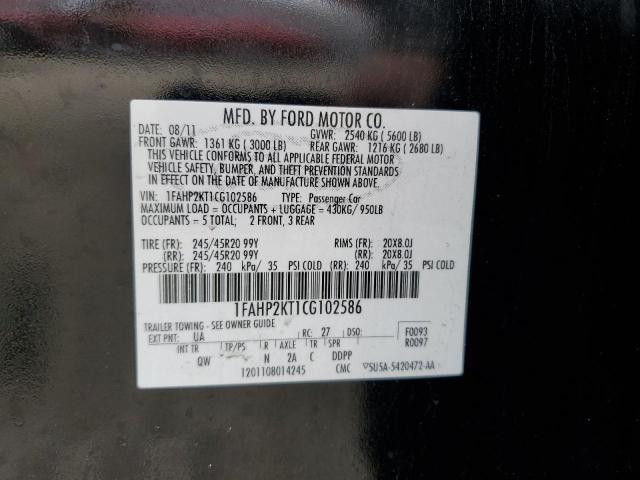 MFD. BY FORD MOTOR CO.
DATE: 08/11 GVWR: 2540 KG ( 5600 LB)
FRONT GAWR: 1361 KG ( 3000 LB) REAR GAWR: 1216 KG ( 2680 LB)
THIS VEHICLE CONFORMS TO ALL APPLICABLE FEDERAL MOTOR
VEHICLE SAFETY, BUMPER, AND THEFT PREVENTION STANDARDS
IN EFFECT ON THE DATE OF MANUFACTURE SHOWN ABOVE.
VIN: 1FAHP2KT1CG102586 TYPE: Passenger Car
MAXIMUM LOAD = OCCUPANTS + LUGGAGE = 430KG/ 950LB
OCCUPANTS = 5 TOTAL; 2 FRONT, 3 REAR
TIRE (FR): 245/45R20 99Y RIMS (FR): 20X8.0J
(RR): 245/45R20 99Y (RR): 20X8.0J
PRESSURE (FR): 240 kPa/ 35 PSI COLD (RR): 240 kPa/ 35 PSI COLD
1FAHP2KT1CG102586
TRAILER TOWING - SEE OWNER GUIDE
EXT PNT: UA RC: 27 DSO: F0093
INT TR TP/PS R AXLE TR SPR R0097
QW N 2A C DDPP
1201108014245 CMC 5U5A-5420472-AA